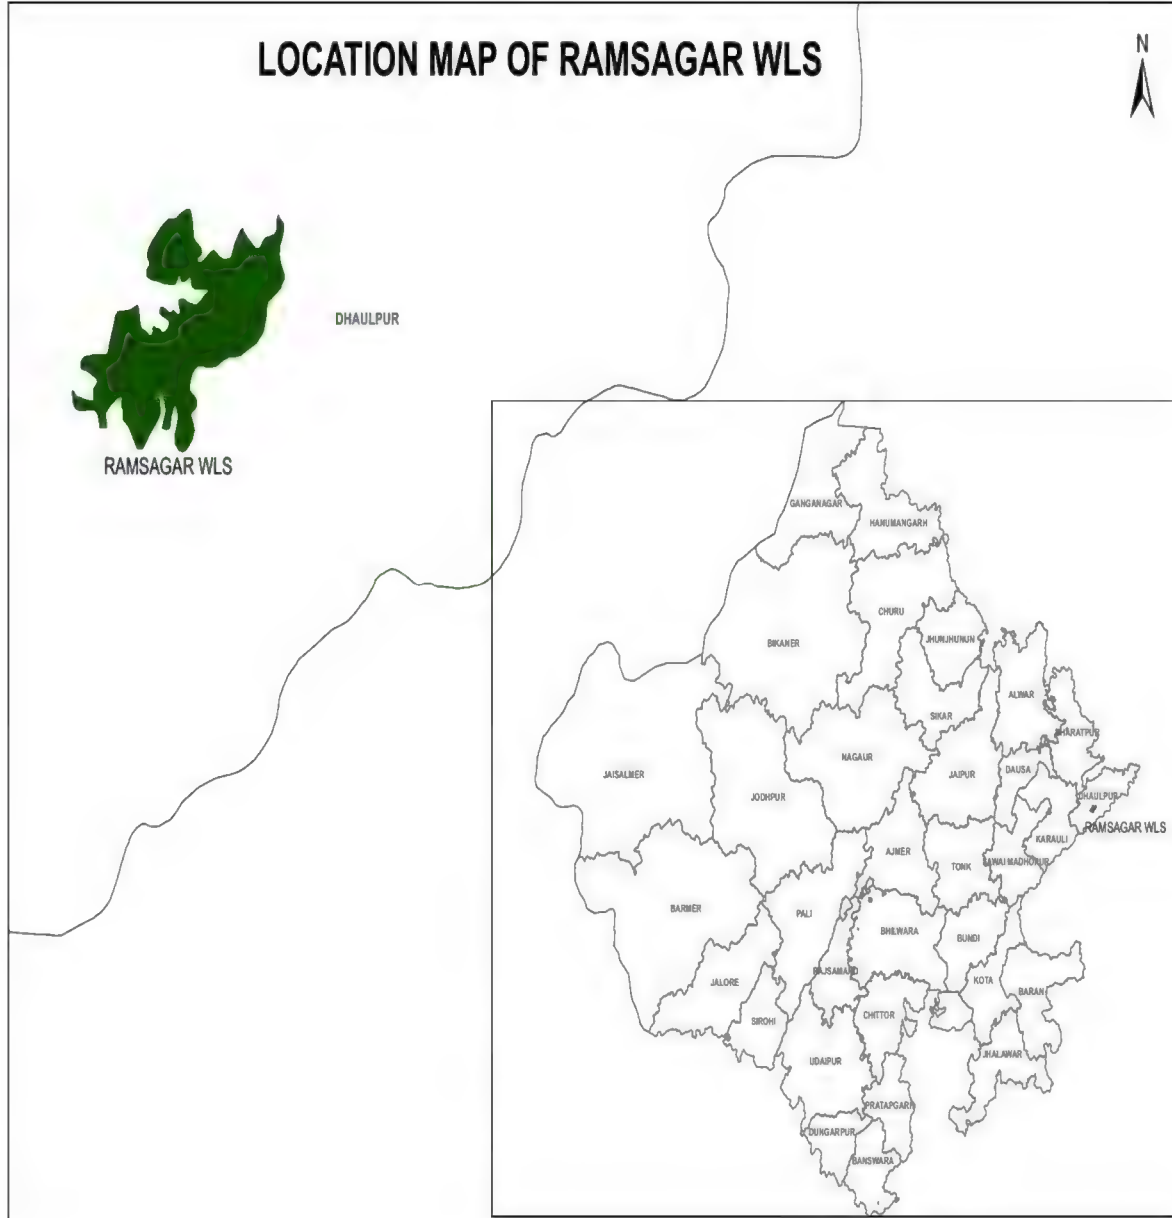 LOCATION MAP OF RAMSAGAR WLS
N
DHAULPUR
RAMSAGAR WLS
GANGANAGAR
HANUMANGARH
CHURU
BIKANER
JHUNJHUNUN
ALWAR
SIKAR
BHARATPUR
NAGAUR
JAISALMER
JAIPUR
DAUSA
JODHPUR
DHAULPUR
RAMSAGAR WLS
KARAULI
AJMER
TONK
SAWAI MADHOPUR
BARMER
PALI
BHILWARA
BUNDI
RAJSAMAND
JALORE
KOTA
BARAN
SIROHI
CHITTOR
JHALAWAR
UDAIPUR
PRATAPGARH
DUNGARPUR
BANSWARA